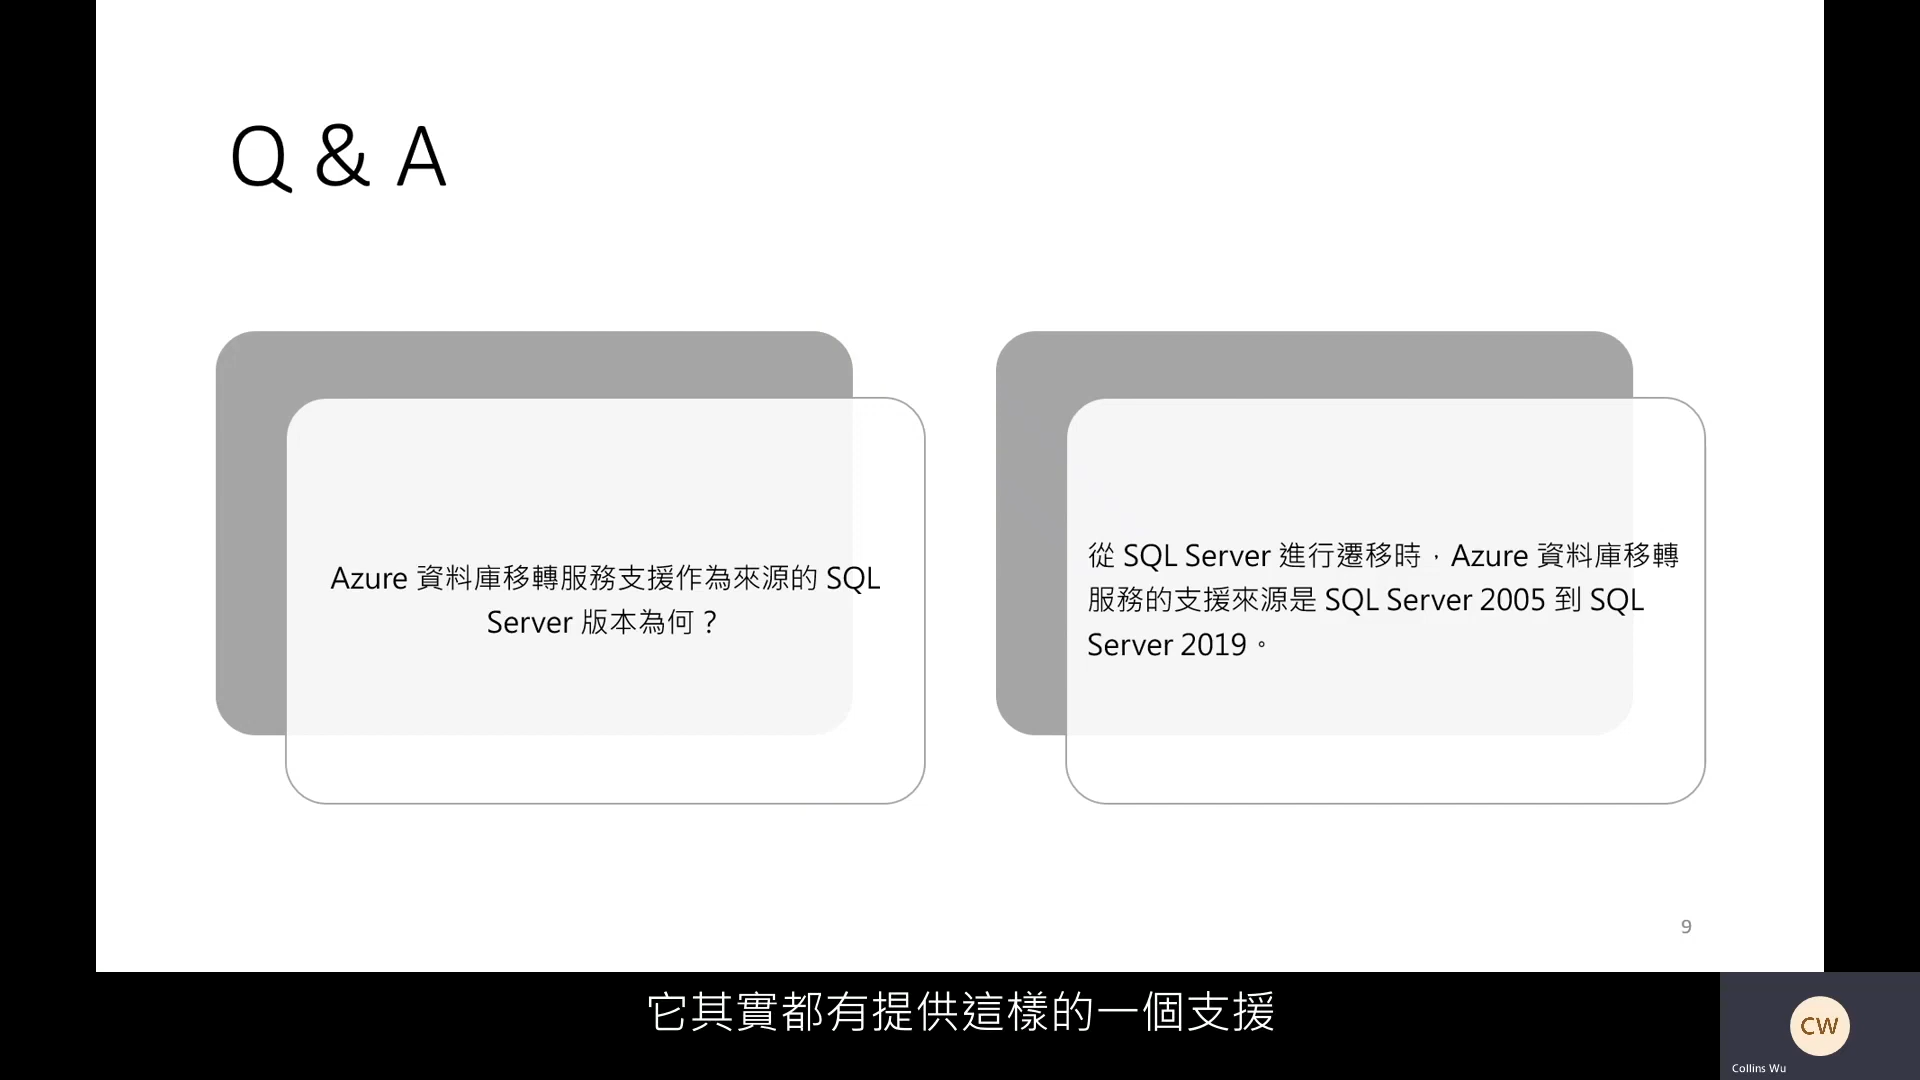 Q & A
Azure 資料庫移轉服務支援作為來源的 SQL
Server 版本為何？
從 SQL Server 進行遷移時，Azure 資料庫移轉
服務的支援來源是 SQL Server 2005 到 SQL
Server 2019。
9
它其實都有提供這樣的一個支援
CW
Collins Wu